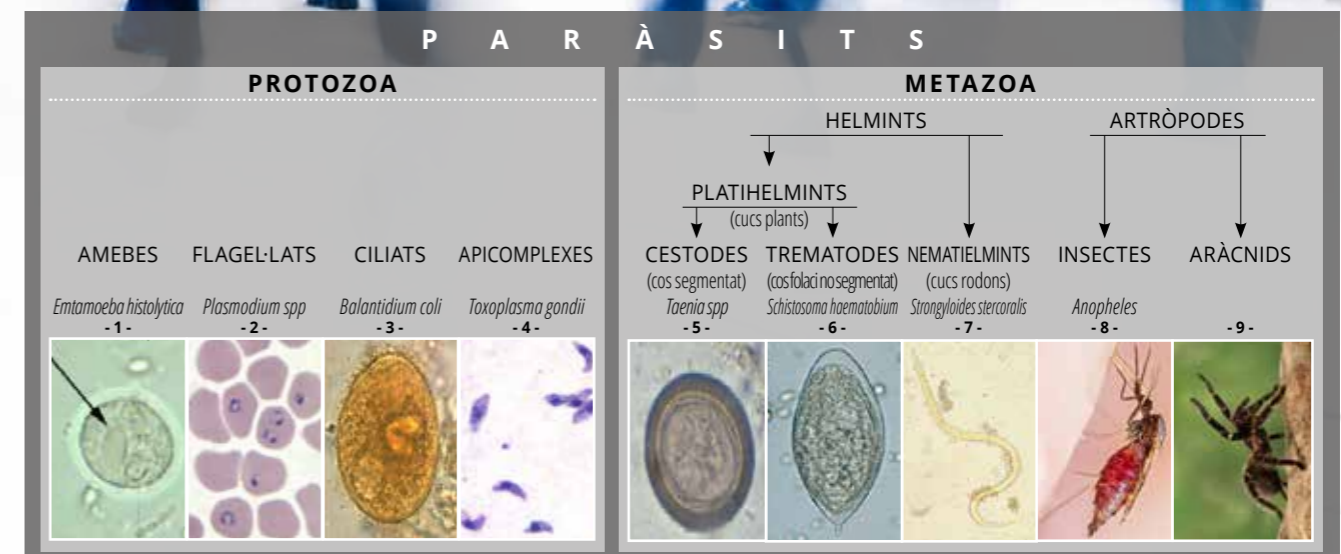 PARÀSITS
PROTOZOA
AMEBES FLAGEL·LATS CILIATS APICOMPLEXES
Emtamoeba histolytica Plasmodium spp Balantidium coli Toxoplasma gondii
-1- -2- -3- -4-
METAZOA
HELMINTS ARTRÒPODES
PLATIHELMINTS
(cucs plants)
CESTODES TREMATODES NEMATIELMINTS INSECTES ARÀCNIDS
(cos segmentat) (cos folaci no segmentat) (cucs rodons)
Taenia spp Schistosoma haematobium Strongyloides stercoralis Anopheles
-5- -6- -7- -8- -9-